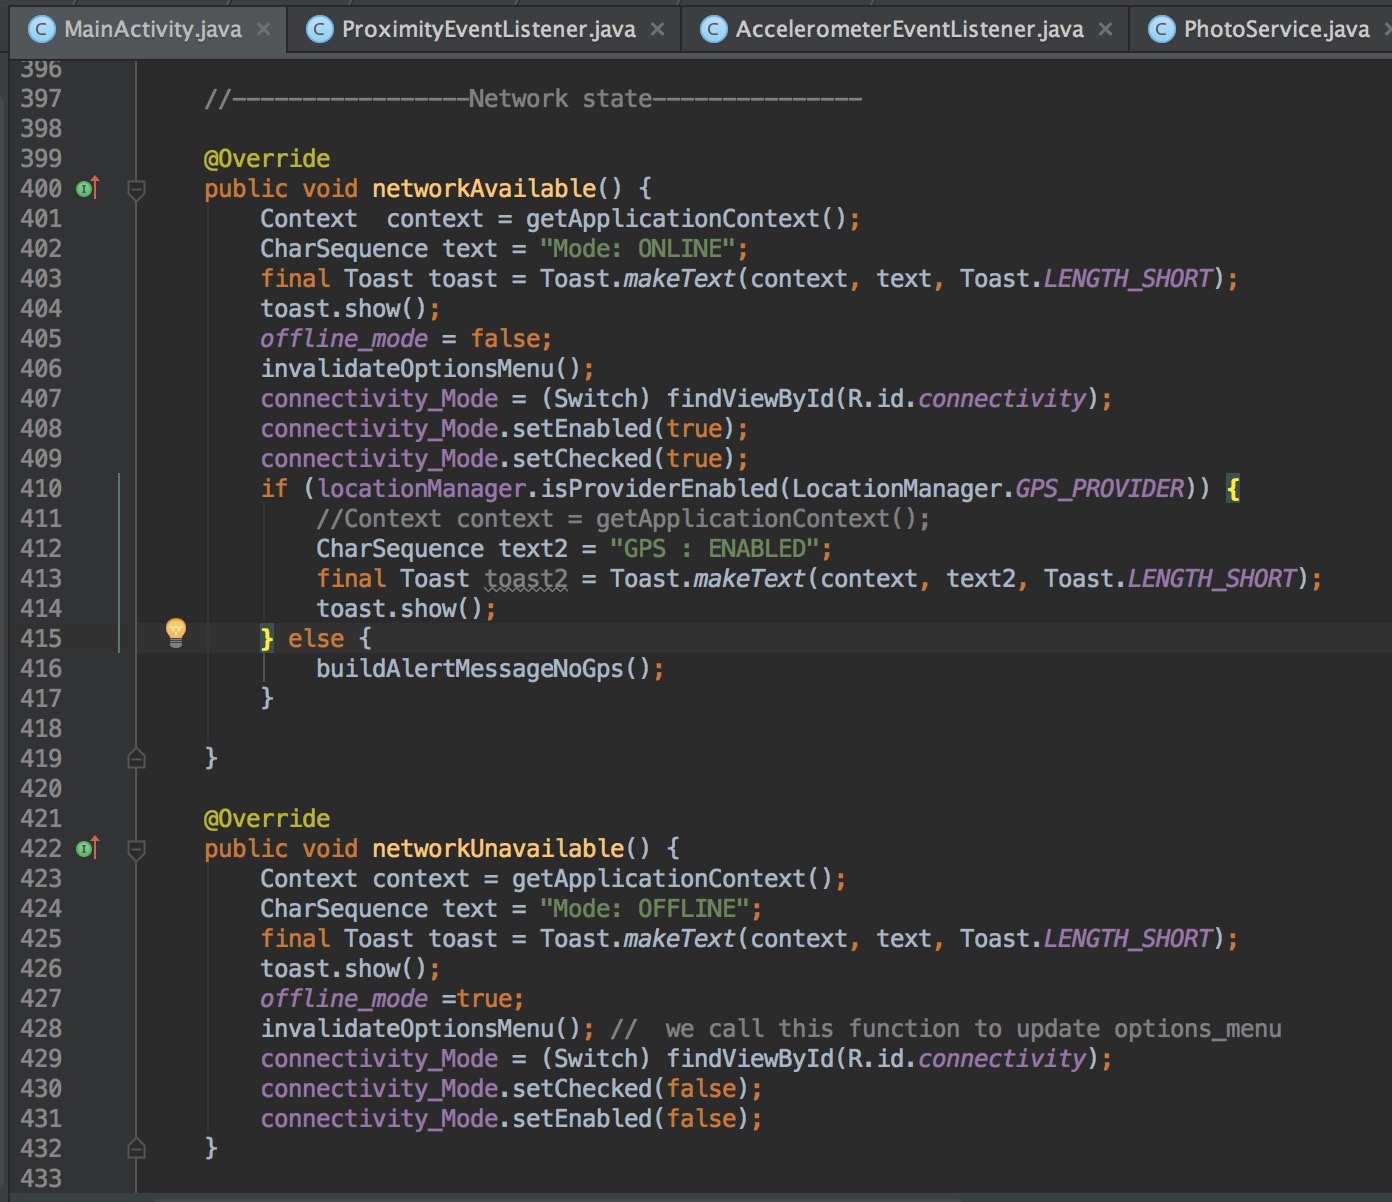 MainActivity.java ProximityEventListener.java AccelerometerEventListener.java PhotoService.java
396
397 //-----------------Network state---------------
398
399 @Override
400 public void networkAvailable() {
401 Context  context = getApplicationContext();
402 CharSequence text = "Mode: ONLINE";
403 final Toast toast = Toast.makeText(context, text, Toast.LENGTH_SHORT);
404 toast.show();
405 offline_mode = false;
406 invalidateOptionsMenu();
407 connectivity_Mode = (Switch) findViewById(R.id.connectivity);
408 connectivity_Mode.setEnabled(true);
409 connectivity_Mode.setChecked(true);
410 if (locationManager.isProviderEnabled(LocationManager.GPS_PROVIDER)) {
411 //Context context = getApplicationContext();
412 CharSequence text2 = "GPS : ENABLED";
413 final Toast toast2 = Toast.makeText(context, text2, Toast.LENGTH_SHORT);
414 toast.show();
415 } else {
416 buildAlertMessageNoGps();
417 }
418
419 }
420
421 @Override
422 public void networkUnavailable() {
423 Context context = getApplicationContext();
424 CharSequence text = "Mode: OFFLINE";
425 final Toast toast = Toast.makeText(context, text, Toast.LENGTH_SHORT);
426 toast.show();
427 offline_mode =true;
428 invalidateOptionsMenu(); //  we call this function to update options_menu
429 connectivity_Mode = (Switch) findViewById(R.id.connectivity);
430 connectivity_Mode.setChecked(false);
431 connectivity_Mode.setEnabled(false);
432 }
433